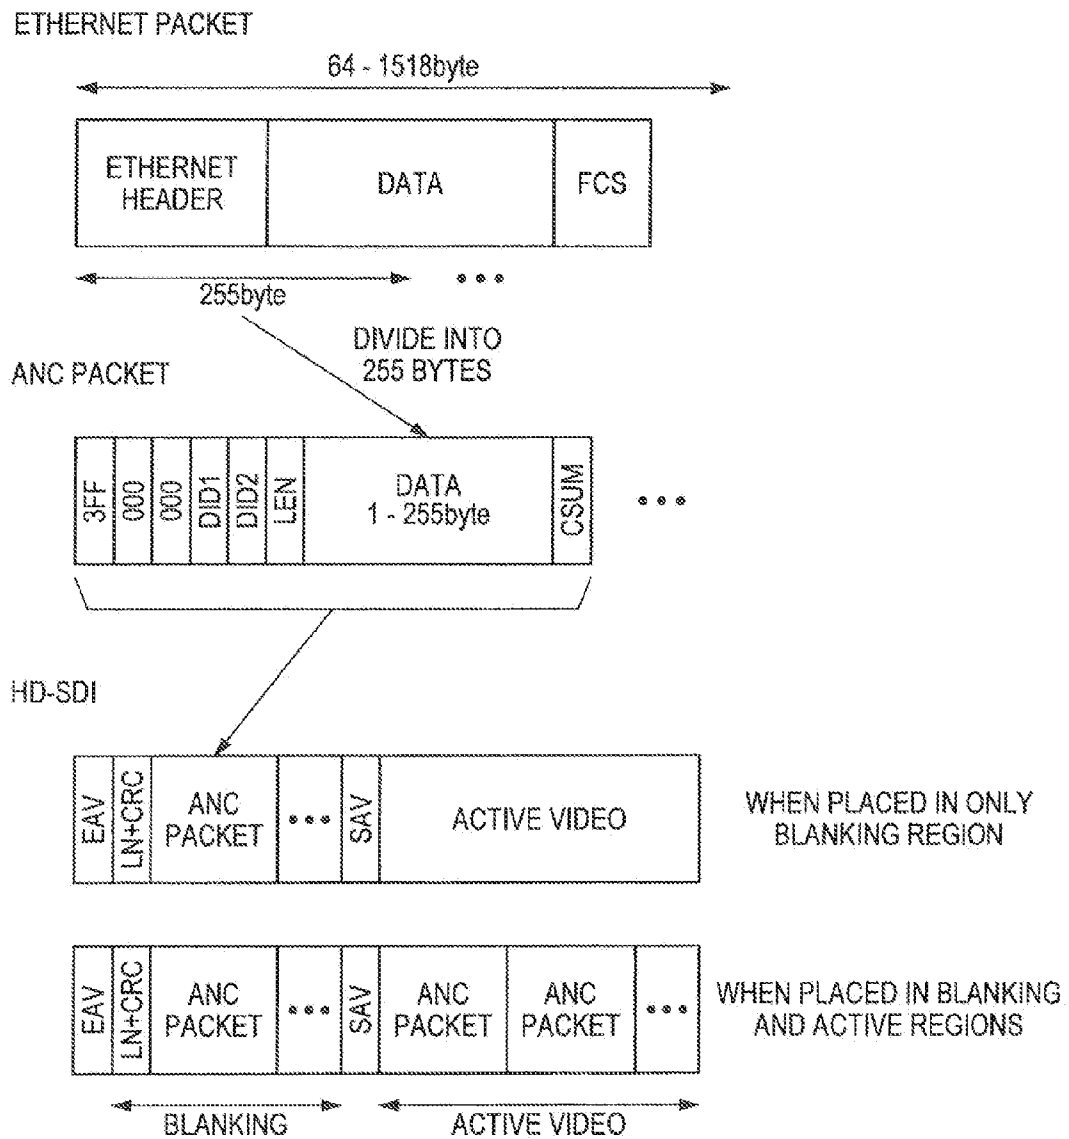 ETHERNET PACKET
64 - 1518byte
ETHERNET
HEADER
DATA
FCS
255byte
•••
DIVIDE INTO
255 BYTES
ANC PACKET
3FF
000
000
DID1
DID2
LEN
DATA
1 - 255byte
CSUM
•••
HD-SDI
EAV
LN+CRC
ANC
PACKET
•••
SAV
ACTIVE VIDEO
WHEN PLACED IN ONLY
BLANKING REGION
EAV
LN+CRC
ANC
PACKET
•••
SAV
ANC
PACKET
ANC
PACKET
•••
WHEN PLACED IN BLANKING
AND ACTIVE REGIONS
BLANKING
ACTIVE VIDEO